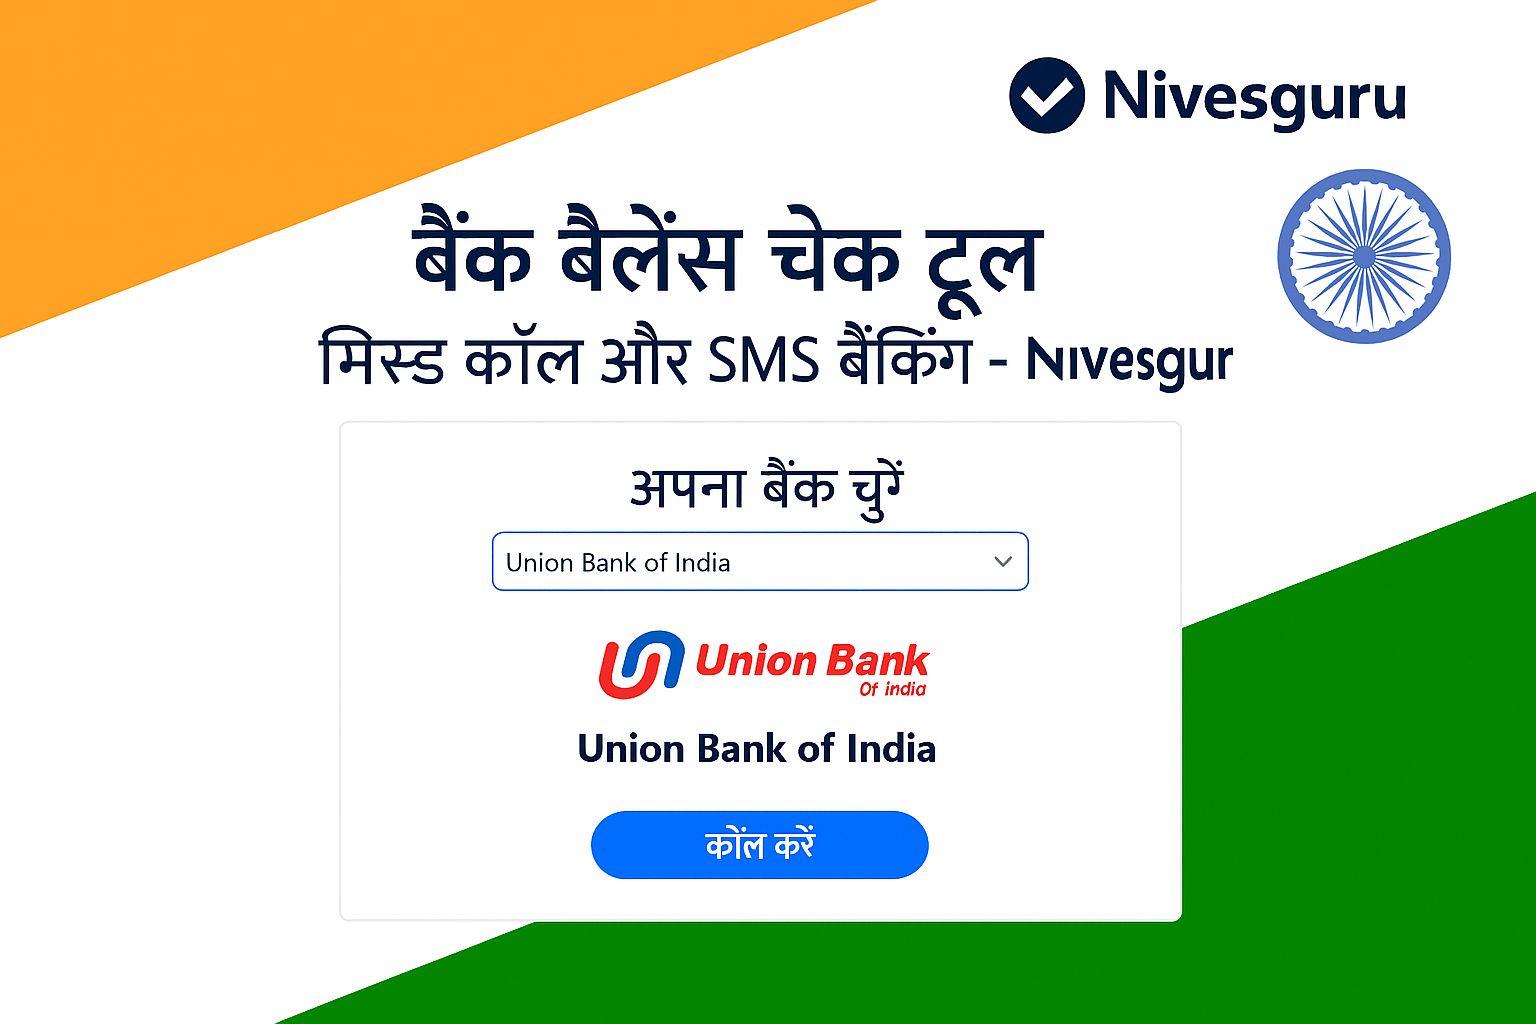 Nivesguru
बैंक बैलेंस चेक टूल
मिस्ड कॉल और SMS बैंकिंग - Nıvesgur
अपना बैंक चुगें
Union Bank of India
Union Bank
Of india
Union Bank of India
कोंल करें